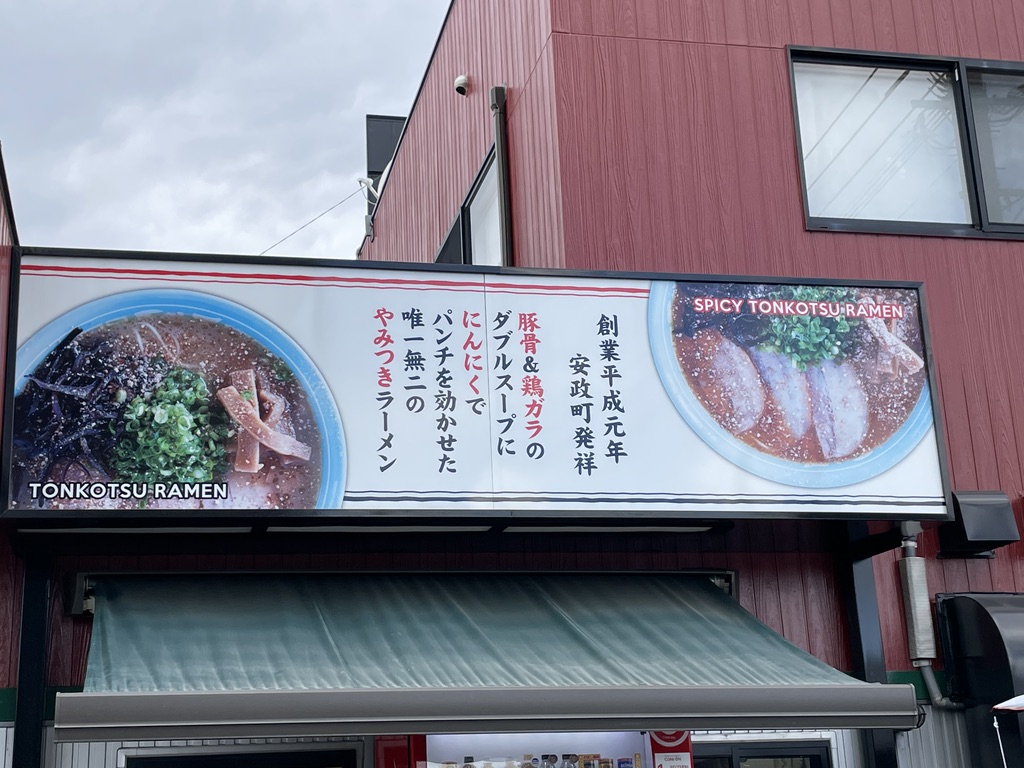 SPICY TONKOTSU RAMEN
創業平成元年
安政町発祥
豚骨&鶏ガラの
ダブルスープに
にんにくで
パンチを効かせた
唯一無二の
やみつきラーメン
TONKOTSU RAMEN